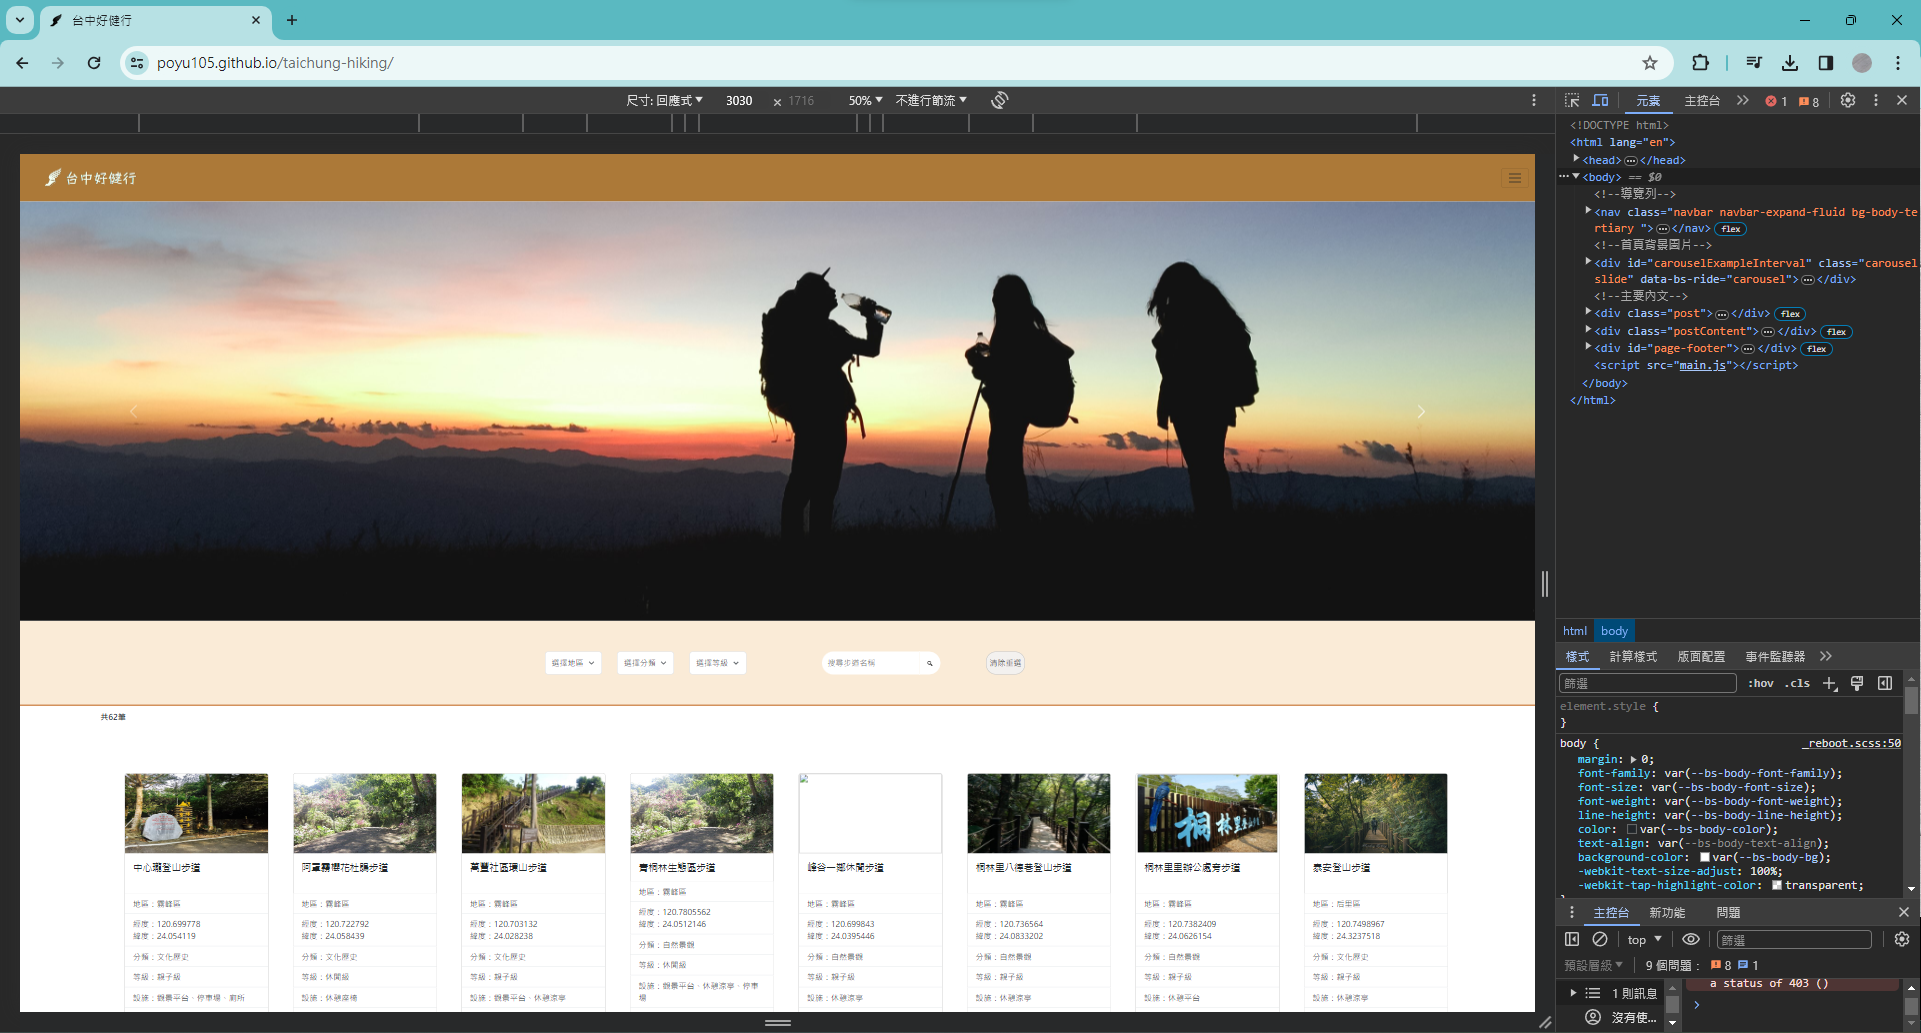 台中好健行
poyu105.github.io/taichung-hiking/
尺寸: 回應式 3030 × 1716 50% 不進行節流
元素 主控台 1 8
台中好健行
<!DOCTYPE html>
<html lang="en">
<head> </head>
<body> == $0
<!--導覽列-->
<nav class="navbar navbar-expand-fluid bg-body-te
rtiary "> </nav> flex
<!--首頁背景圖片-->
<div id="carouselExampleInterval" class="carousel
slide" data-bs-ride="carousel"> </div>
<!--主要內文-->
<div class="post"> </div> flex
<div class="postContent"> </div> flex
<div id="page-footer"> </div> flex
<script src="main.js"></script>
</body>
</html>
選擇地區 選擇分類 選擇等級 搜尋步道名稱 清除重選
共62筆
中心瓏登山步道
地區：霧峰區
經度：120.699778
緯度：24.054119
分類：文化歷史
等級：親子級
設施：觀景平台、停車場、廁所
阿罩霧櫻花杜鵑步道
地區：霧峰區
經度：120.722792
緯度：24.058439
分類：文化歷史
等級：休閒級
設施：休憩座椅
萬豐社區環山步道
地區：霧峰區
經度：120.703132
緯度：24.028238
分類：文化歷史
等級：親子級
設施：觀景平台、休憩涼亭
青桐林生態區步道
地區：霧峰區
經度：120.7805562
緯度：24.0512146
分類：自然景觀
等級：休閒級
設施：觀景平台、休憩涼亭、停車
場
峰谷一鄰休閒步道
地區：霧峰區
經度：120.699843
緯度：24.0395446
分類：自然景觀
等級：親子級
設施：休憩涼亭
桐林里八德巷登山步道
地區：霧峰區
經度：120.736564
緯度：24.0833202
分類：自然景觀
等級：親子級
設施：休憩涼亭
桐林里登山步道
桐林里里辦公處旁步道
地區：霧峰區
經度：120.7382409
緯度：24.0626154
分類：自然景觀
等級：親子級
設施：休憩平台
泰安登山步道
地區：后里區
經度：120.7498967
緯度：24.3237518
分類：文化歷史
等級：親子級
設施：休憩涼亭
html body
樣式 計算樣式 版面配置 事件監聽器
篩選 :hov .cls
element.style {
}
body { _reboot.scss:50
margin: 0;
font-family: var(--bs-body-font-family);
font-size: var(--bs-body-font-size);
font-weight: var(--bs-body-font-weight);
line-height: var(--bs-body-line-height);
color: var(--bs-body-color);
text-align: var(--bs-body-text-align);
background-color: var(--bs-body-bg);
-webkit-text-size-adjust: 100%;
-webkit-tap-highlight-color: transparent;
主控台 新功能 問題
top 篩選
預設層級 9 個問題： 8 1
1 則訊息
沒有使...
a status of 403 ()